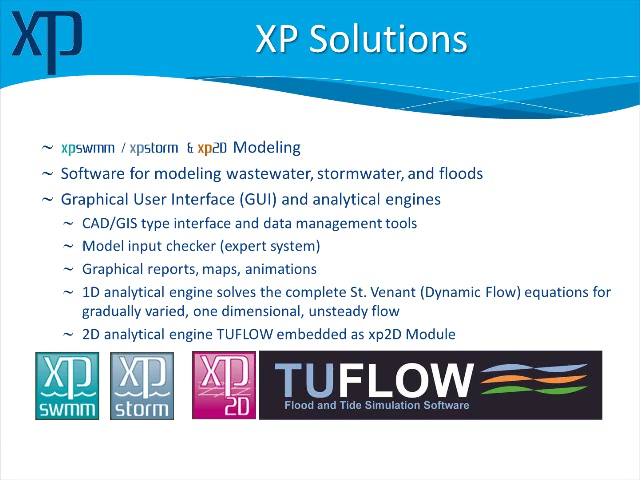 xp
XP Solutions
~ xpswmm / xpstorm & xp2D Modeling
~ Software for modeling wastewater, stormwater, and floods
~ Graphical User Interface (GUI) and analytical engines
~ CAD/GIS type interface and data management tools
~ Model input checker (expert system)
~ Graphical reports, maps, animations
~ 1D analytical engine solves the complete St. Venant (Dynamic Flow) equations for
gradually varied, one dimensional, unsteady flow
~ 2D analytical engine TUFLOW embedded as xp2D Module
xp
swmm
xp
storm
xp
2D
TUFLOW
Flood and Tide Simulation Software